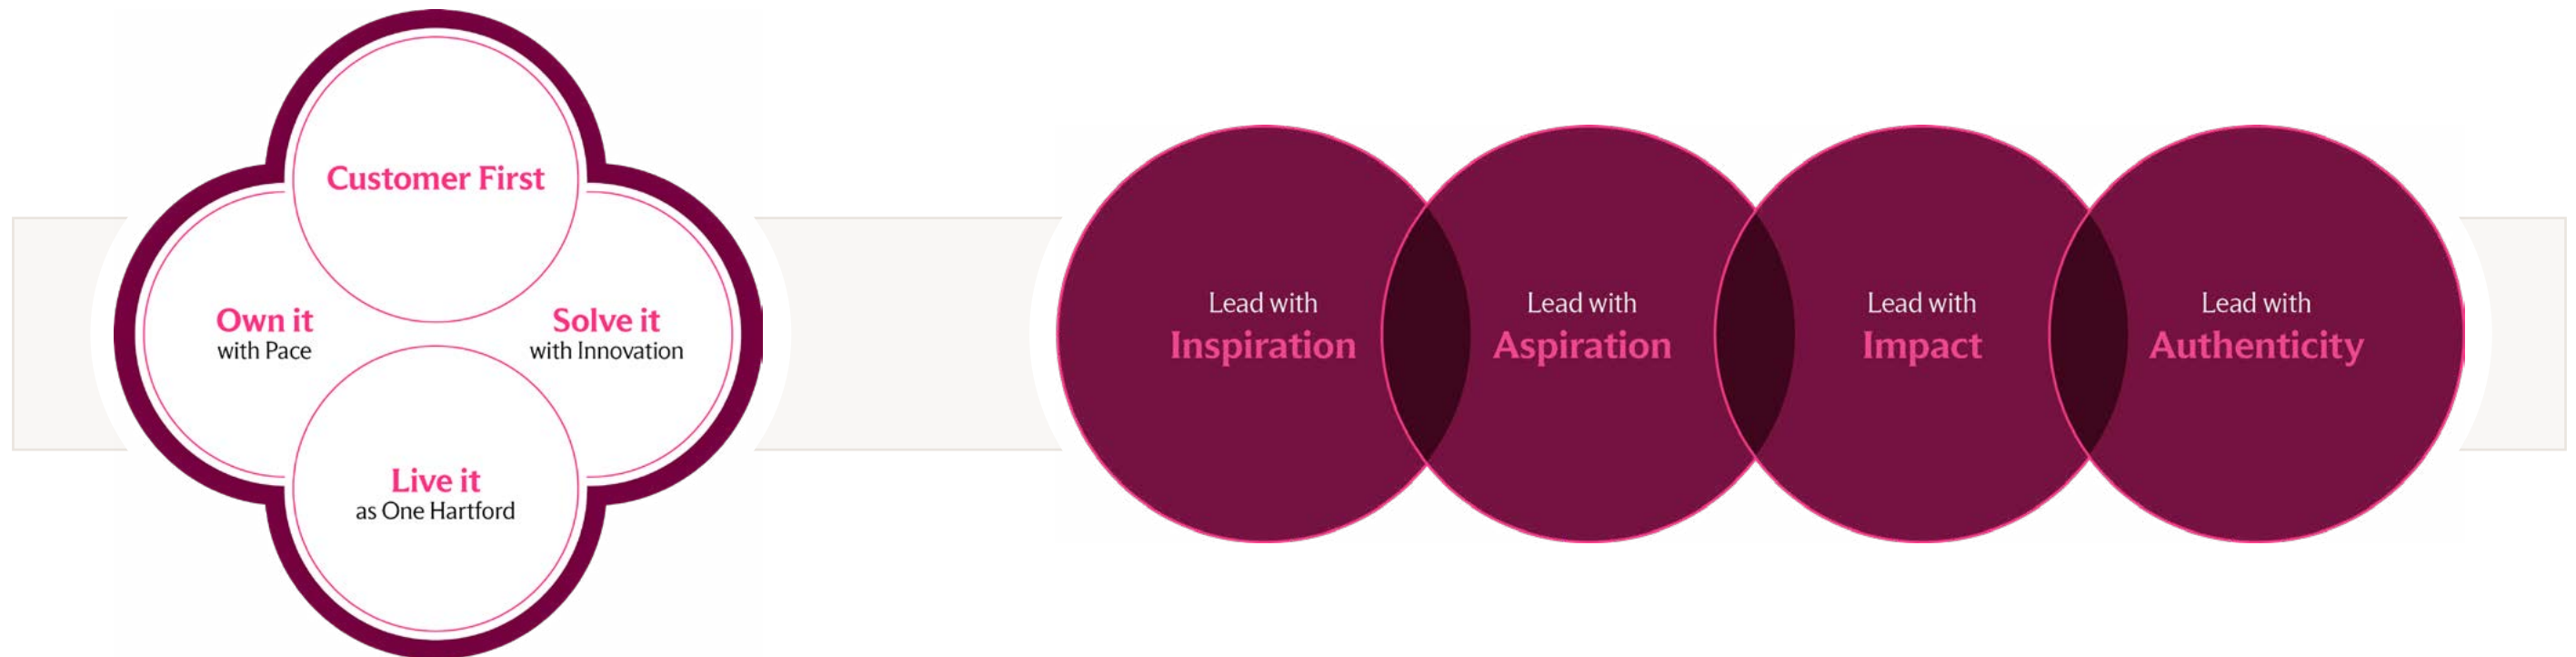 Customer First
Own it
with Pace
Solve it
with Innovation
Live it
as One Hartford
Lead with
Inspiration
Lead with
Aspiration
Lead with
Impact
Lead with
Authenticity